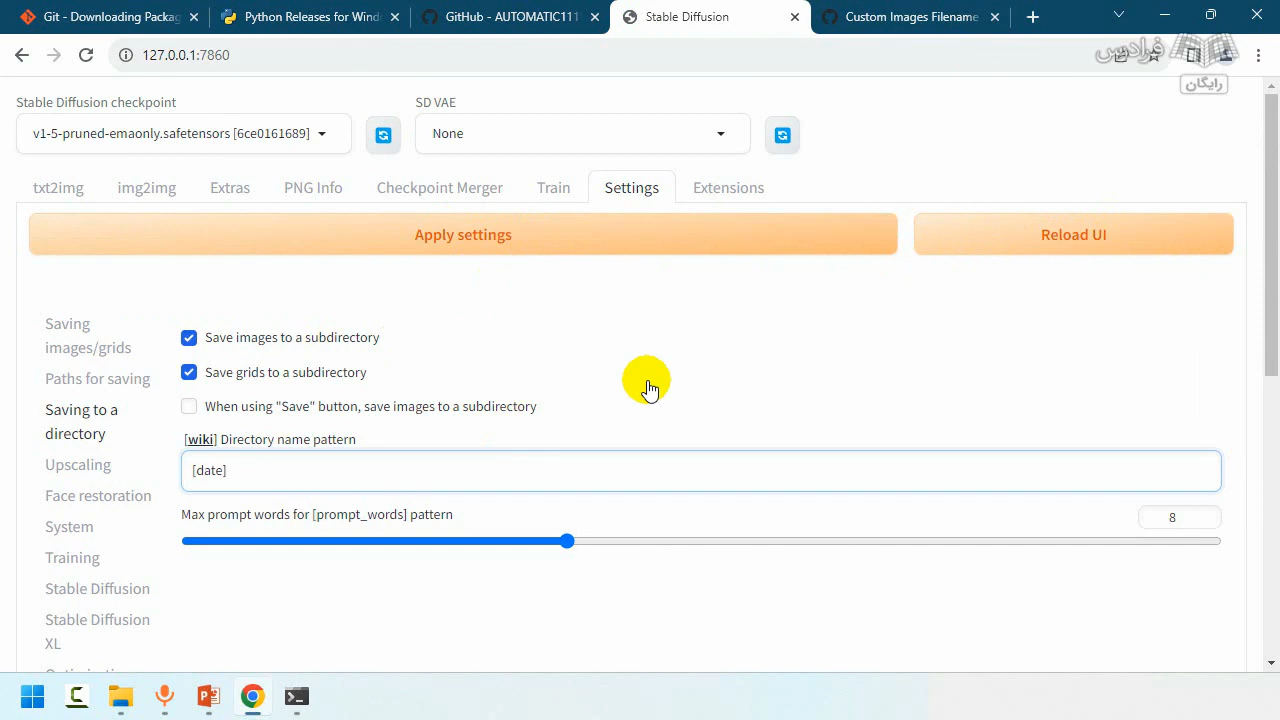 Git - Downloading Packag
Python Releases for Wind
GitHub - AUTOMATIC111
Stable Diffusion
Custom Images Filename
127.0.0.1:7860
فرادرس
رایگان
Stable Diffusion checkpoint
SD VAE
v1-5-pruned-emaonly.safetensors [6ce0161689]
None
txt2img
img2img
Extras
PNG Info
Checkpoint Merger
Train
Settings
Extensions
Apply settings
Reload UI
Saving
images/grids
Paths for saving
Saving to a
directory
Upscaling
Face restoration
System
Training
Stable Diffusion
Stable Diffusion
XL
Save images to a subdirectory
Save grids to a subdirectory
When using "Save" button, save images to a subdirectory
[wiki] Directory name pattern
[date]
Max prompt words for [prompt_words] pattern
8